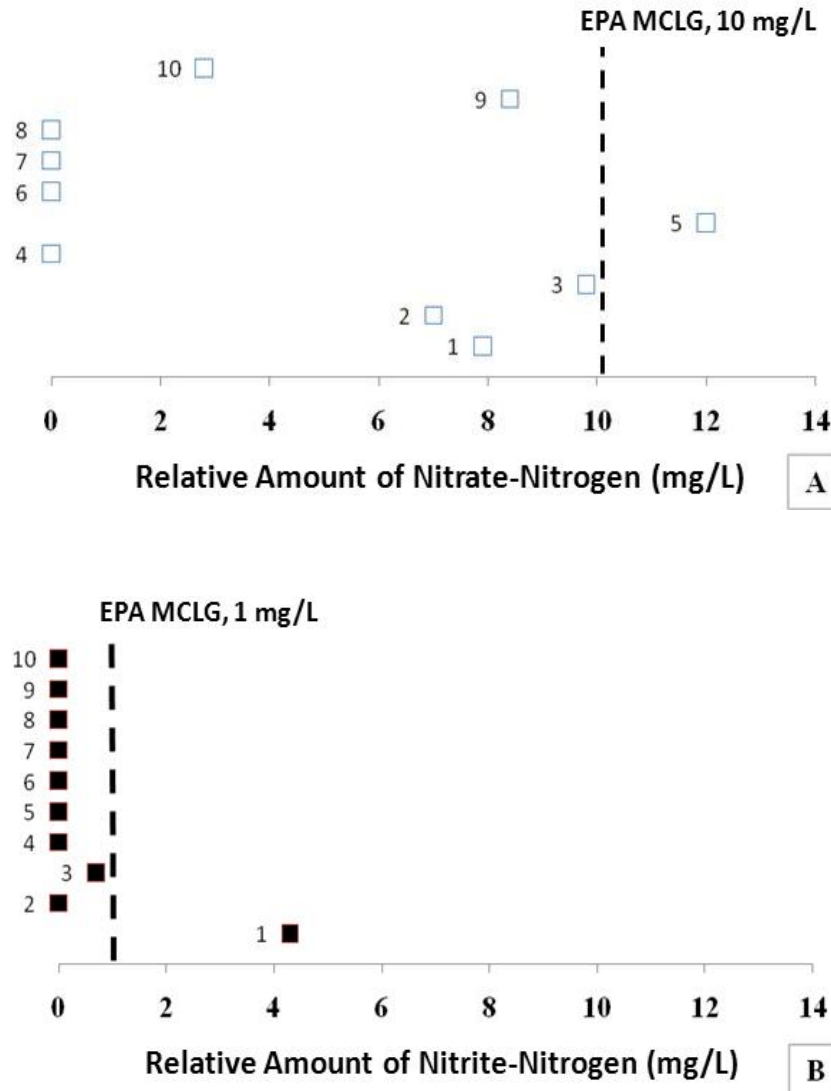 EPA MCLG, 10 mg/L
10
9
8
7
6
5
4
3
2
1
0 2 4 6 8 10 12 14
Relative Amount of Nitrate-Nitrogen (mg/L)
A
EPA MCLG, 1 mg/L
10
9
8
7
6
5
4
3
2
1
0 2 4 6 8 10 12 14
Relative Amount of Nitrite-Nitrogen (mg/L)
B